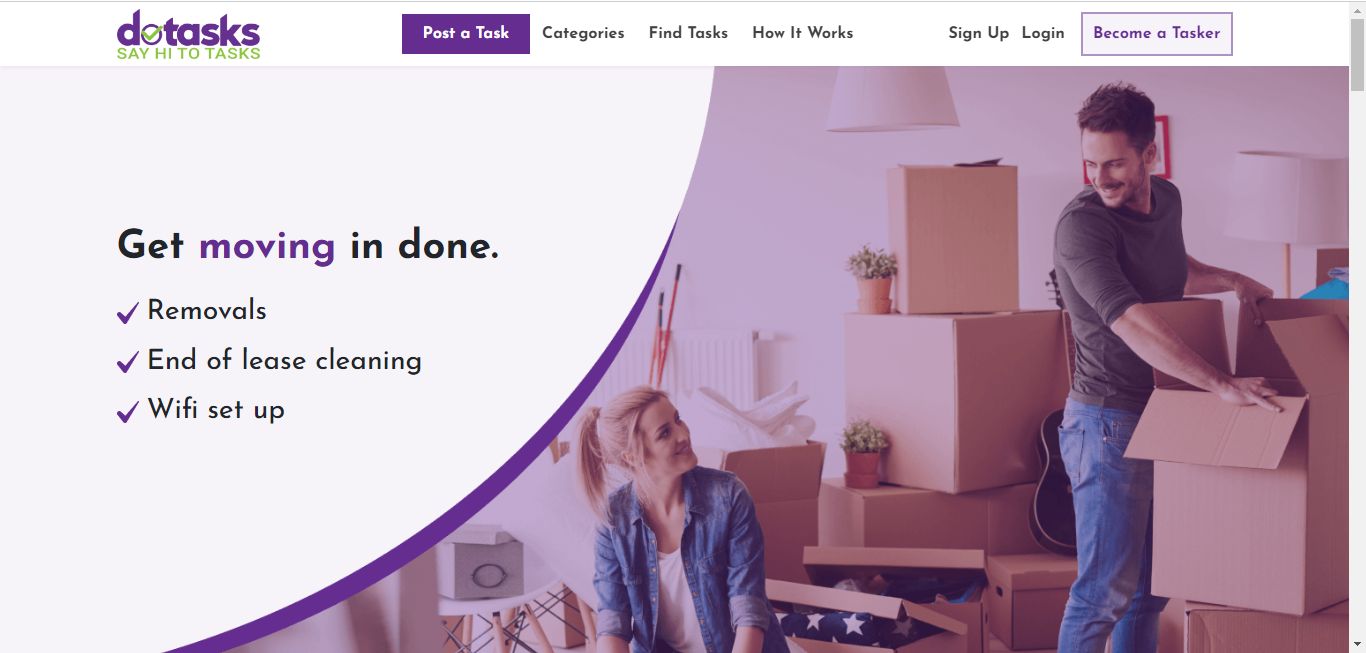 dotasks
SAY HI TO TASKS
Post a Task
Categories
Find Tasks
How It Works
Sign Up
Login
Become a Tasker
Get moving in done.
Removals
End of lease cleaning
Wifi set up